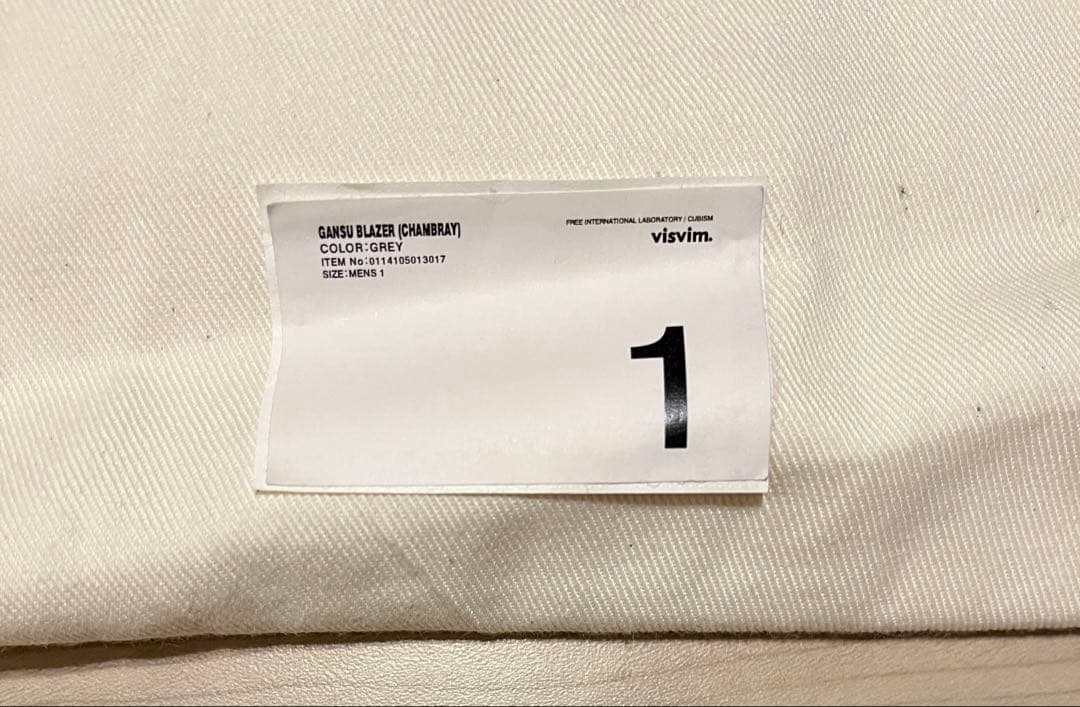 GANSU BLAZER (CHAMBRAY)
COLOR:GREY
ITEM No:0114105013017
SIZE:MENS 1
FREE INTERNATIONAL LABORATORY / CUBISM
visvim.
1